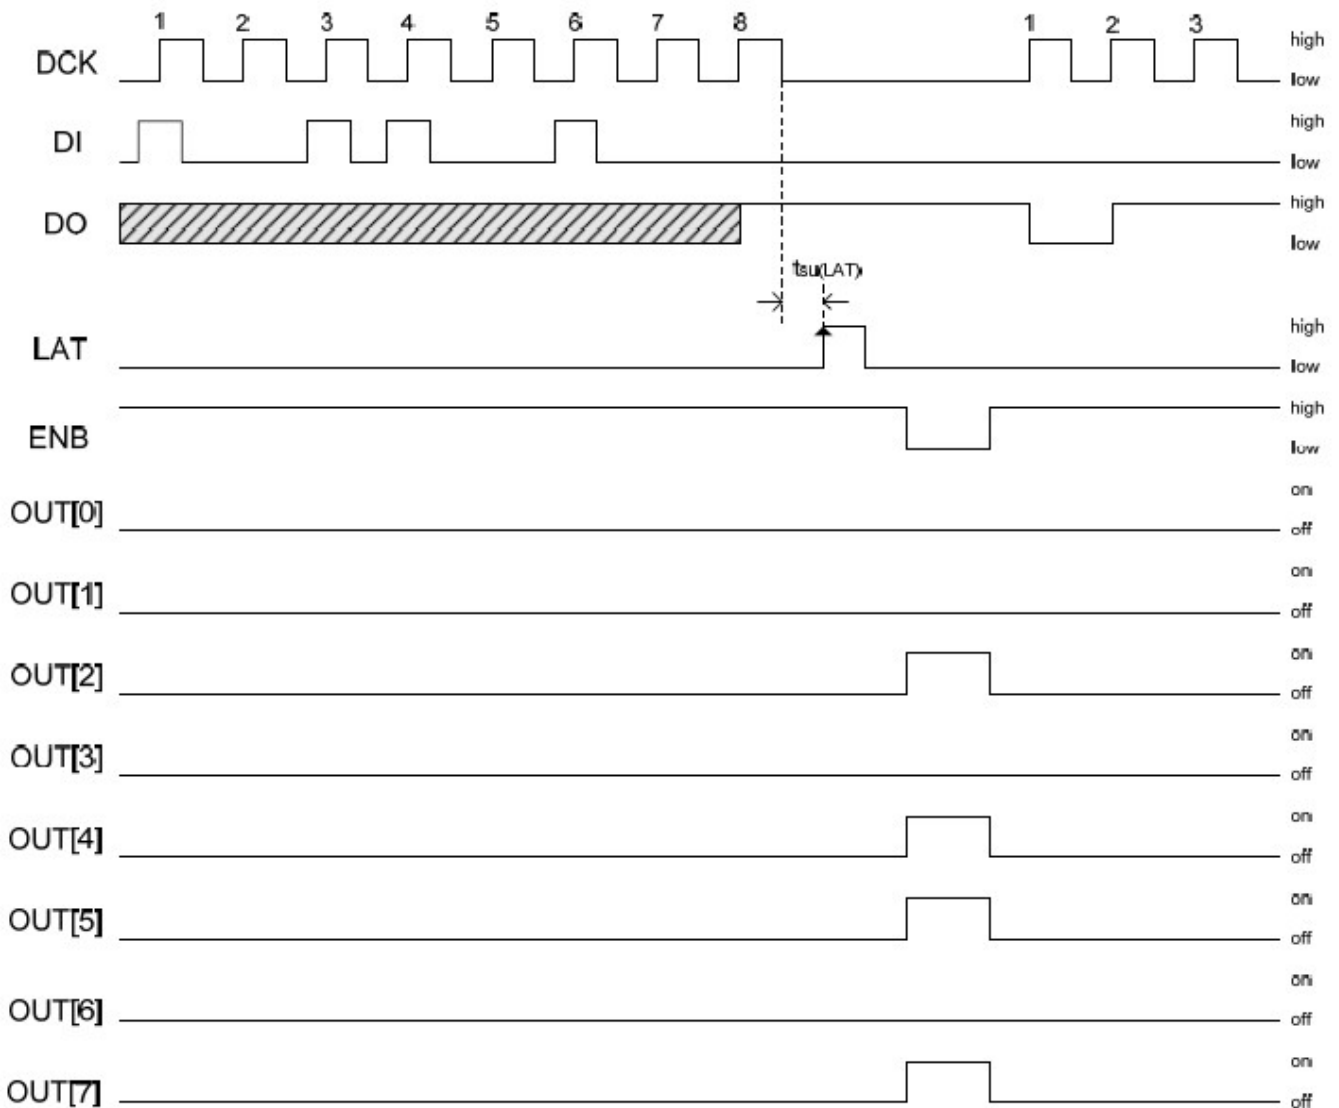 1 2 3 4 5 6 7 8 1 2 3
DCK high
low
DI high
low
DO high
low
tsu(LAT)
LAT high
low
ENB high
low
OUT[0] on
off
OUT[1] on
off
OUT[2] on
off
OUT[3] on
off
OUT[4] on
off
OUT[5] on
off
OUT[6] on
off
OUT[7] on
off